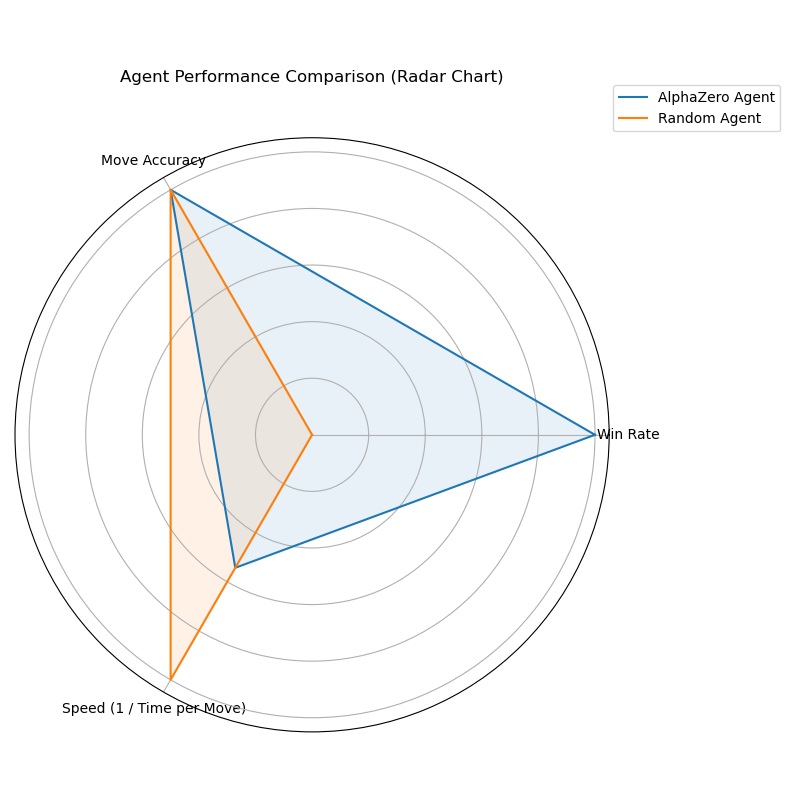 Agent Performance Comparison (Radar Chart)
AlphaZero Agent
Random Agent
Move Accuracy
Win Rate
Speed (1 / Time per Move)